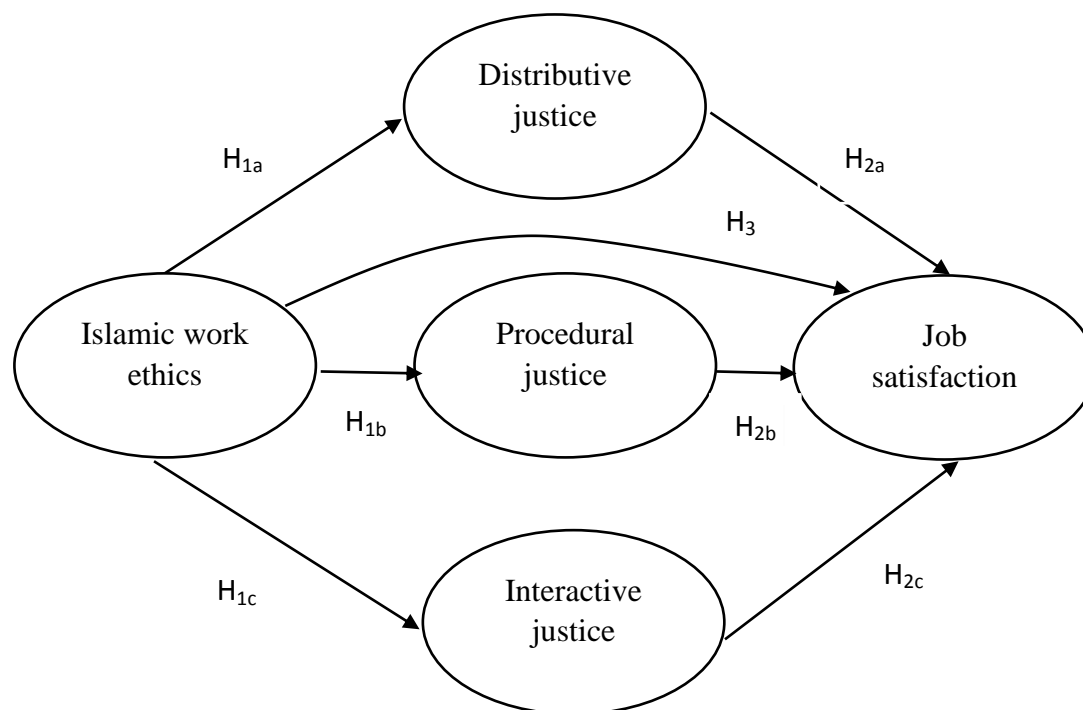 Distributive
justice
H1a
H2a
H3
Islamic work
ethics
Procedural
justice
Job
satisfaction
H1b
H2b
Interactive
justice
H1c
H2c